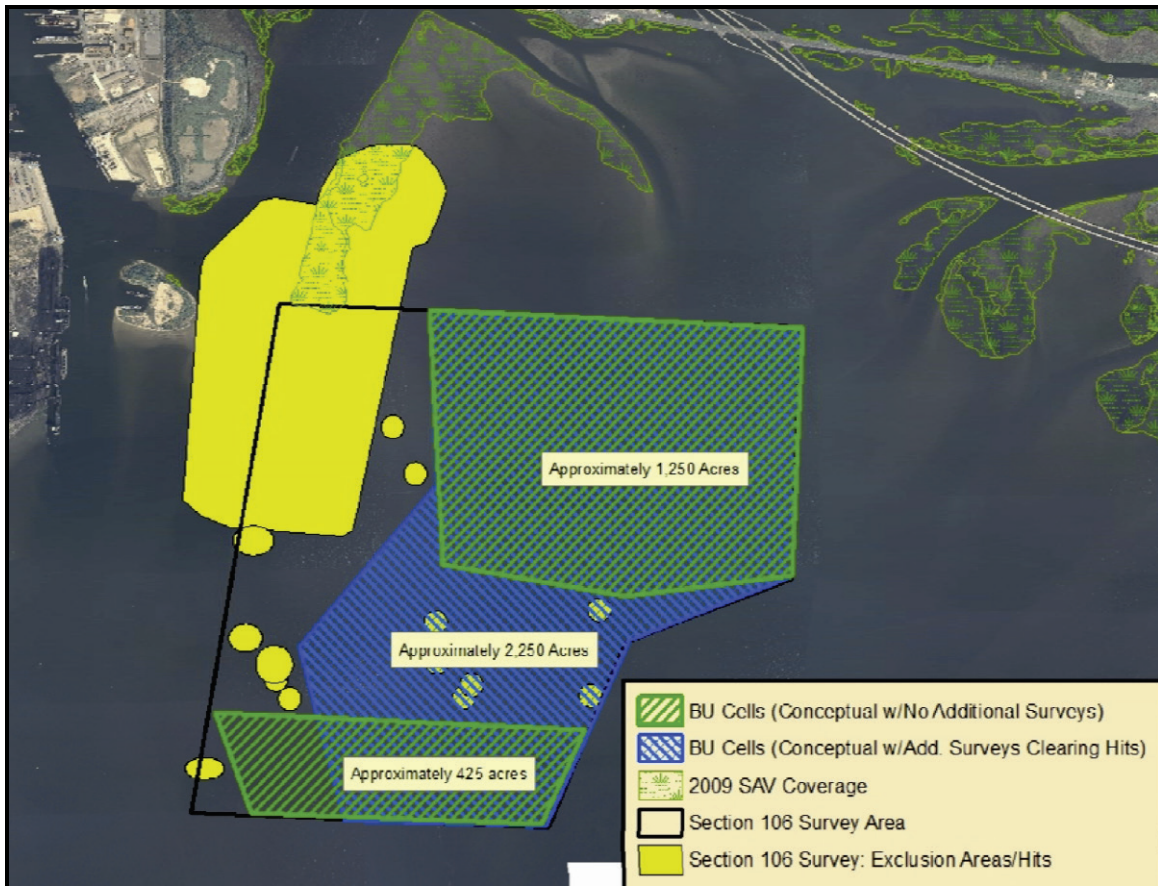 Approximately 1,250 Acres
Approximately 2,250 Acres
Approximately 425 acres
BU Cells (Conceptual w/No Additional Surveys)
BU Cells (Conceptual w/Add. Surveys Clearing Hits)
2009 SAV Coverage
Section 106 Survey Area
Section 106 Survey: Exclusion Areas/Hits